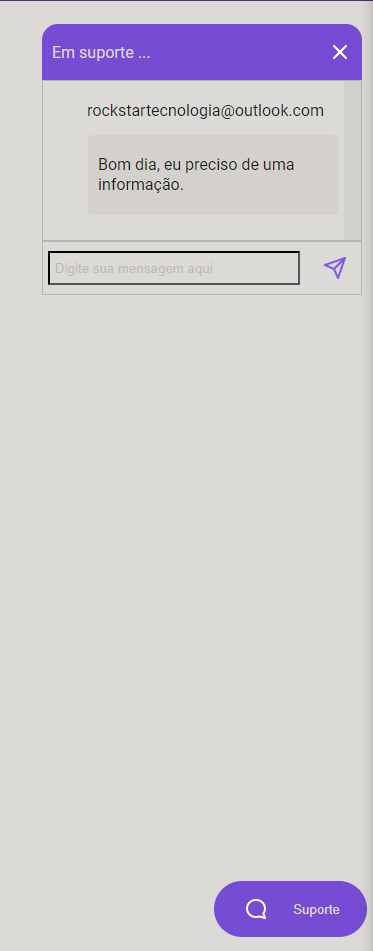 Em suporte ...
rockstartecnologia@outlook.com
Bom dia, eu preciso de uma
informação.
Digite sua mensagem aqui
Suporte